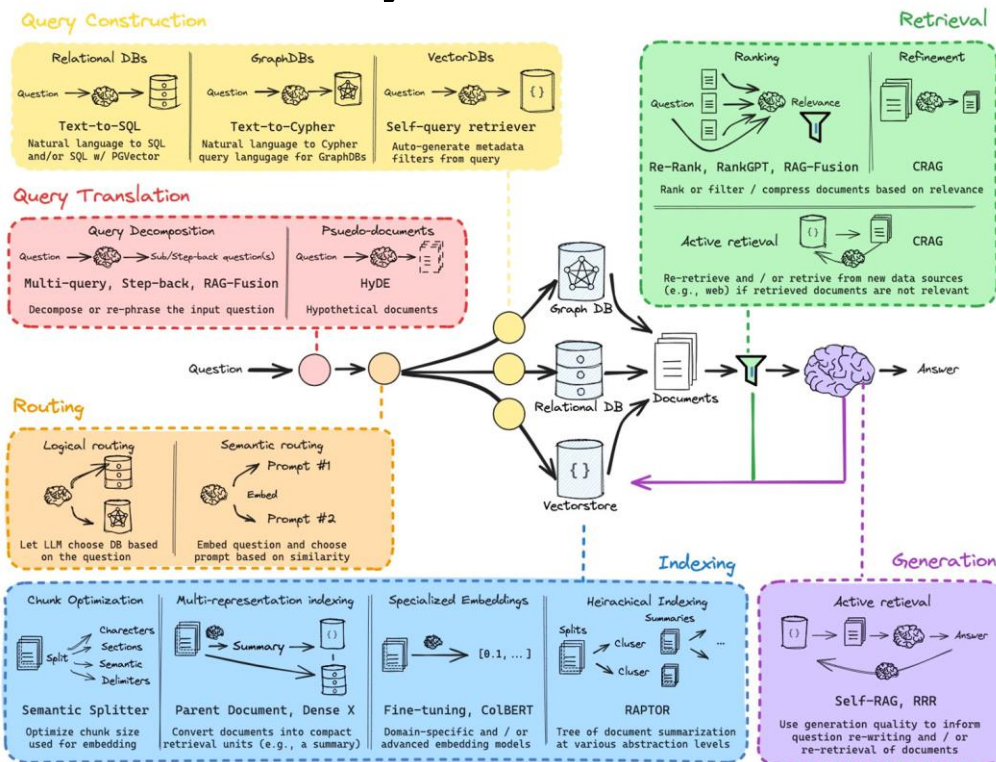 Query Construction
Relational DBs
Question
Text-to-SQL
Natural language to SQL
and/or SQL w/ PGVector
GraphDBs
Question
Text-to-Cypher
Natural language to Cypher
query langugage for GraphDBs
VectorDBs
Question
{ }
Self-query retriever
Auto-generate metadata
filters from query
Retrieval
Ranking
Question
Relevance
Re-Rank, RankGPT, RAG-Fusion
Refinement
CRAG
Rank or filter / compress documents based on relevance
Active retieval
{ }
CRAG
Re-retrieve and / or retrive from new data sources
(e.g., web) if retrieved documents are not relevant
Query Translation
Query Decomposition
Question
Sub/Step-back question(s)
Multi-query, Step-back, RAG-Fusion
Decompose or re-phrase the input question
Psuedo-documents
Question
HyDE
Hypothetical documents
Question
Graph DB
Relational DB
{ }
Vectorstore
Documents
Answer
Routing
Logical routing
Let LLM choose DB based
on the question
Semantic routing
Prompt #1
Embed
Prompt #2
Embed question and choose
prompt based on similarity
Indexing
Chunk Optimization
Split
Charecters
Sections
Semantic
Delimiters
Semantic Splitter
Optimize chunk size
used for embedding
Multi-representation indexing
Summary
{ }
Parent Document, Dense X
Convert documents into compact
retrieval units (e.g., a summary)
Specialized Embeddings
[0.1, ...]
Fine-tuning, ColBERT
Domain-specific and / or
advanced embedding models
Heirachical Indexing
Summaries
Splits
Cluser
Cluser
...
RAPTOR
Tree of document summarization
at various abstraction levels
Generation
Active retieval
{ }
Answer
Self-RAG, RRR
Use generation quality to inform
question re-writing and / or
re-retrieval of documents